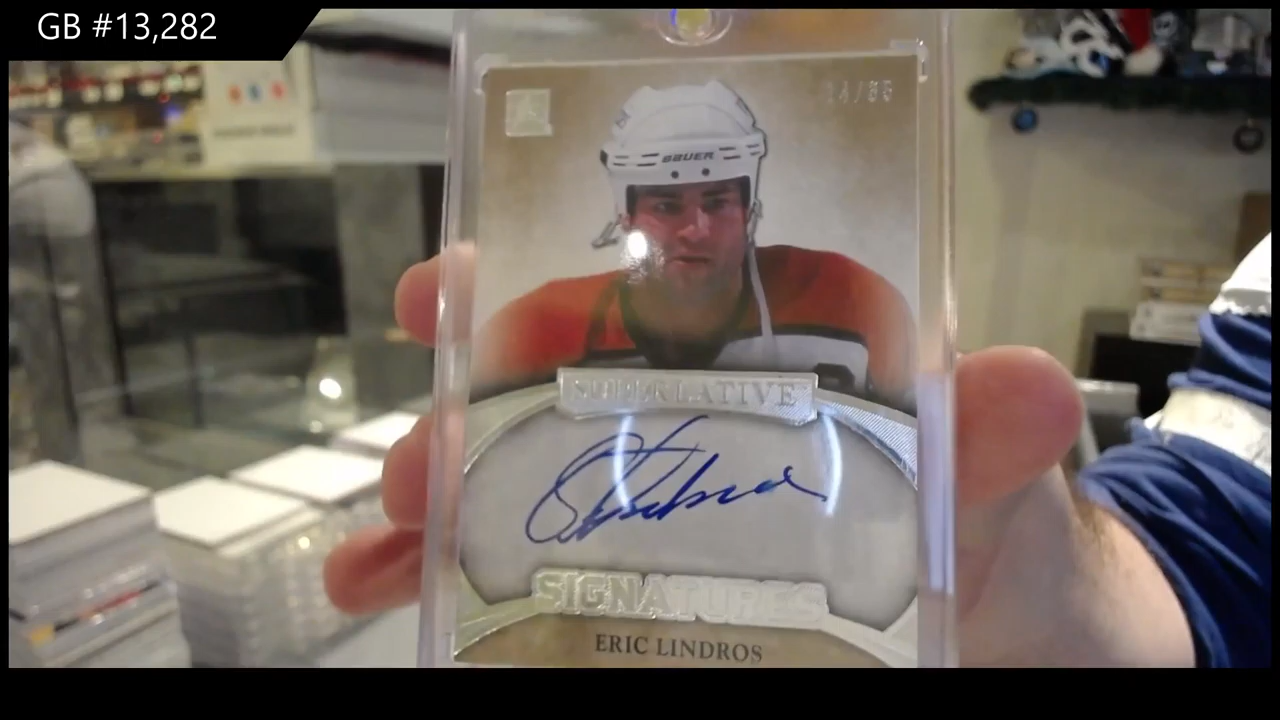 GB #13,282
BAUER
SUPERLATIVE
SIGNATURES
ERIC LINDROS